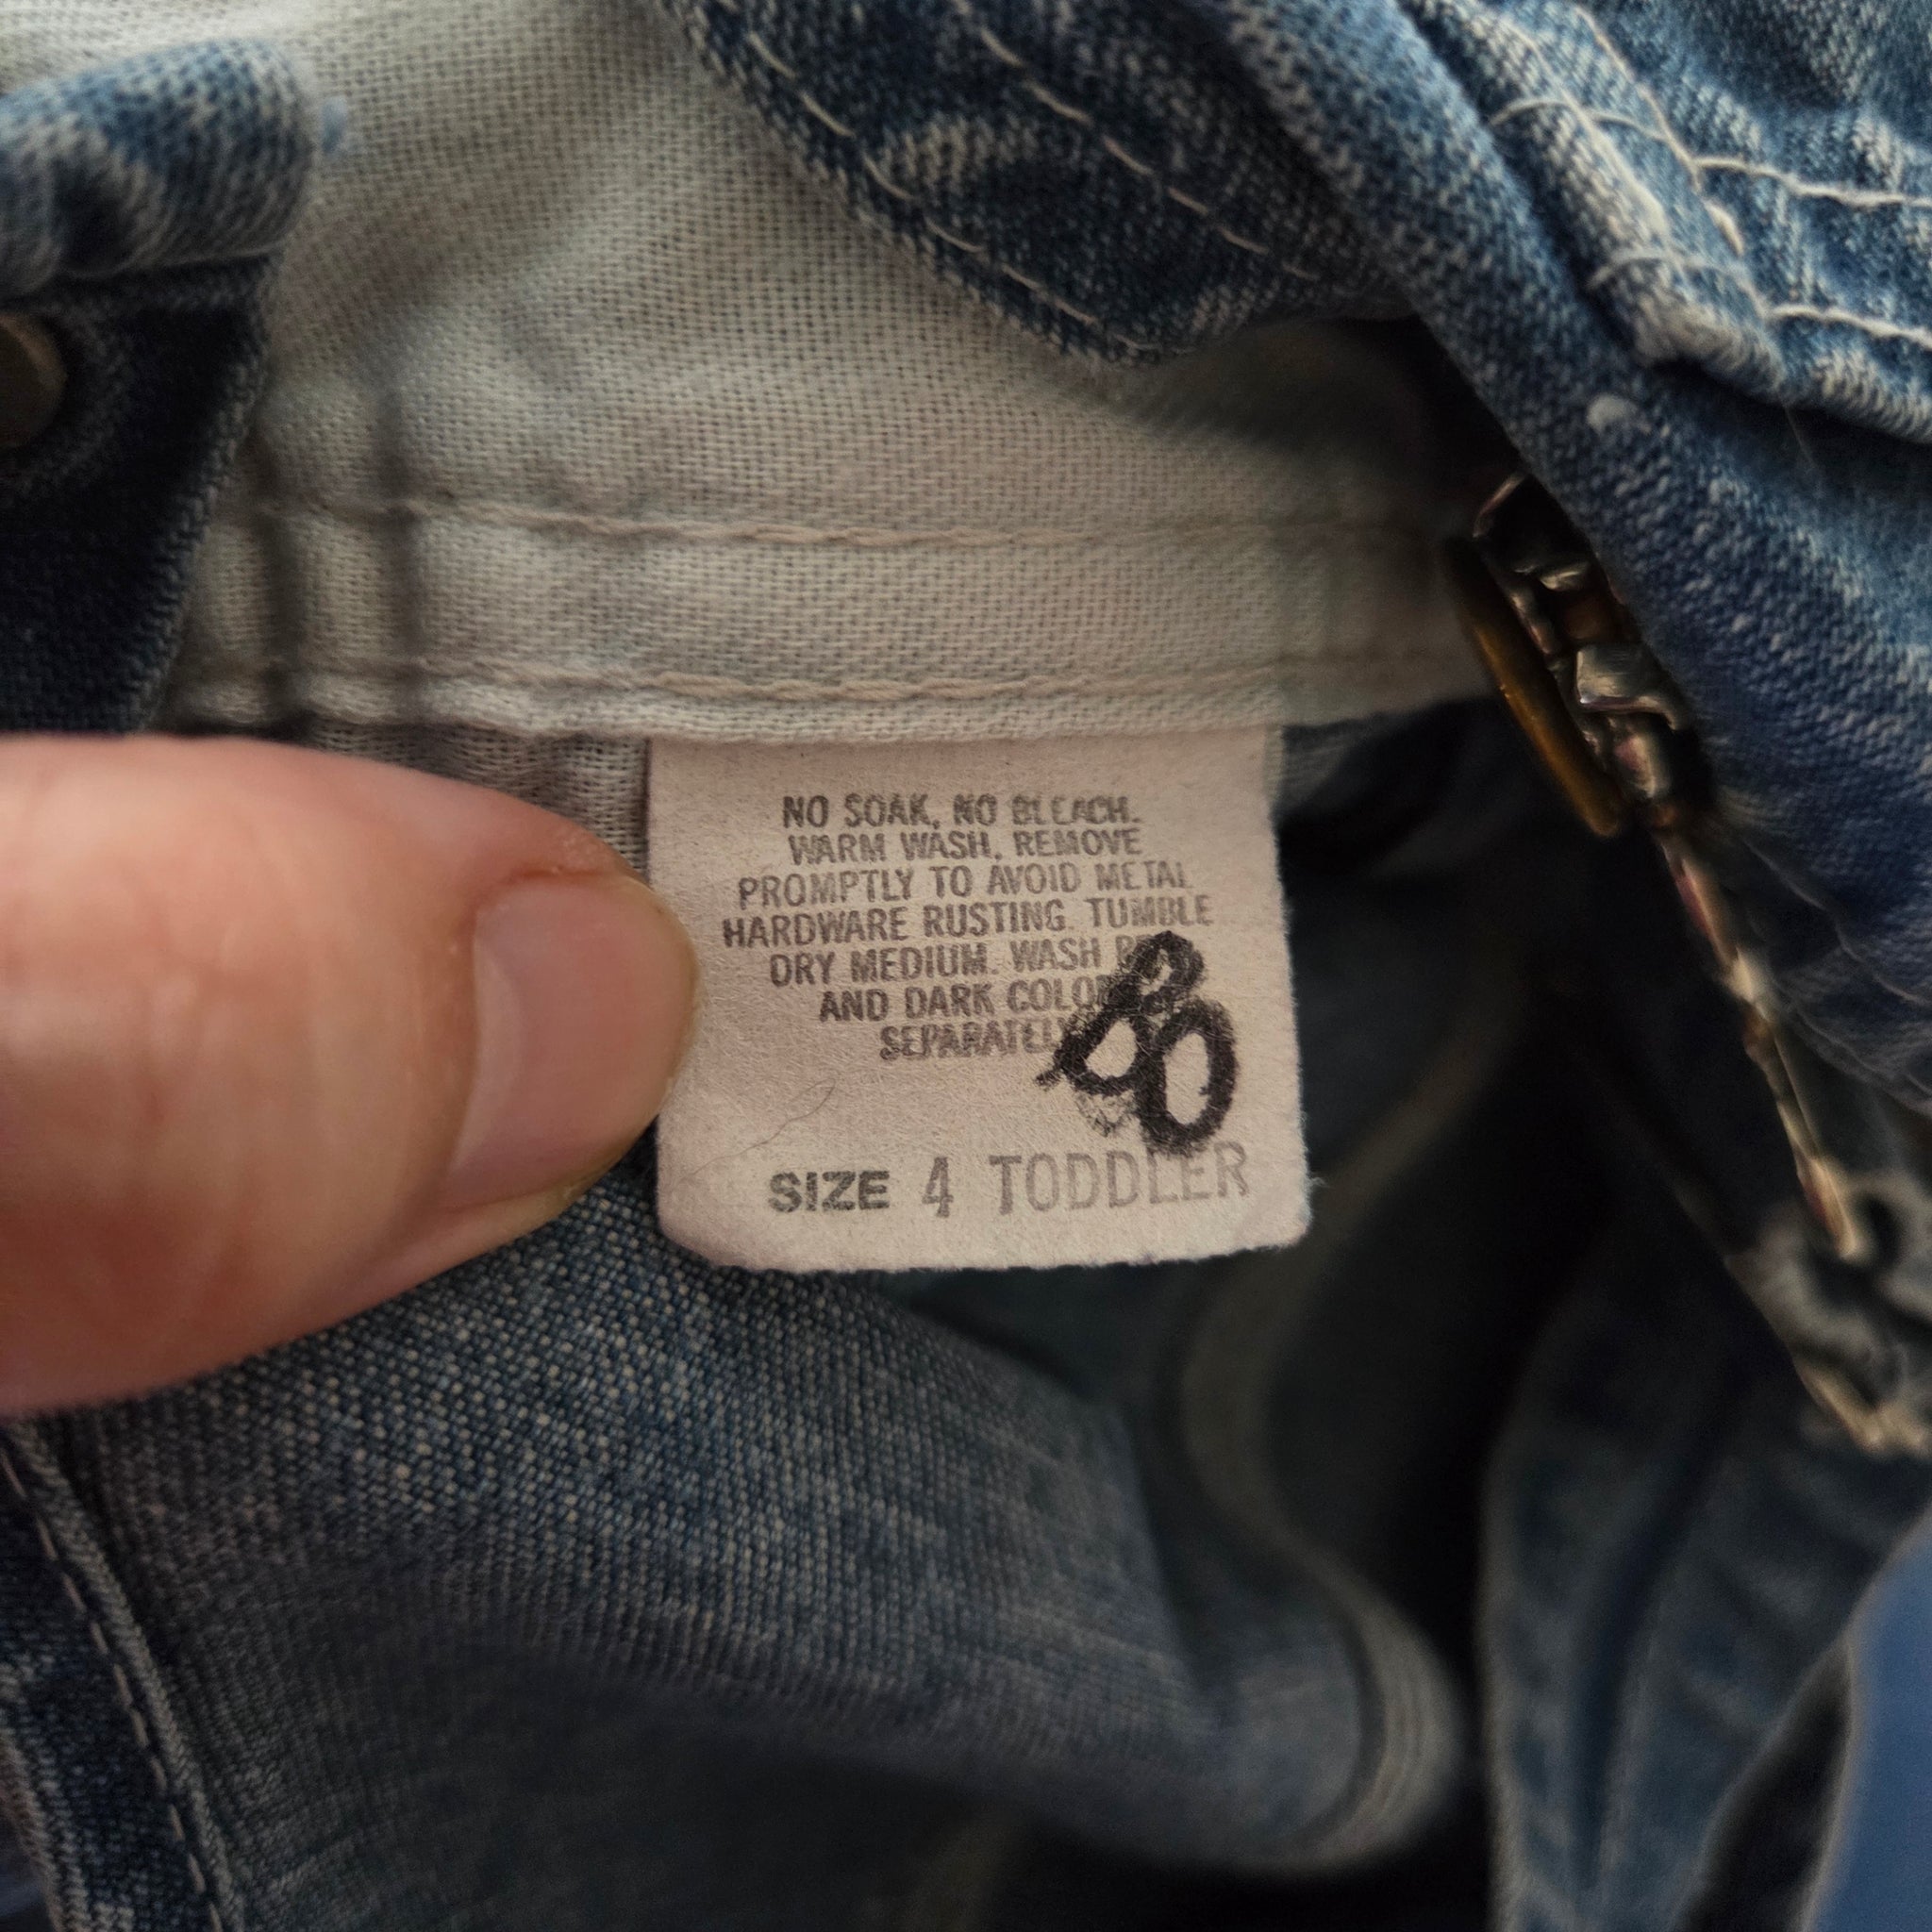 NO SOAK, NO BLEACH.
WARM WASH, REMOVE
PROMPTLY TO AVOID METAL
HARDWARE RUSTING. TUMBLE
DRY MEDIUM. WASH
AND DARK
SEPARATELY
SIZE 4 TODDLER